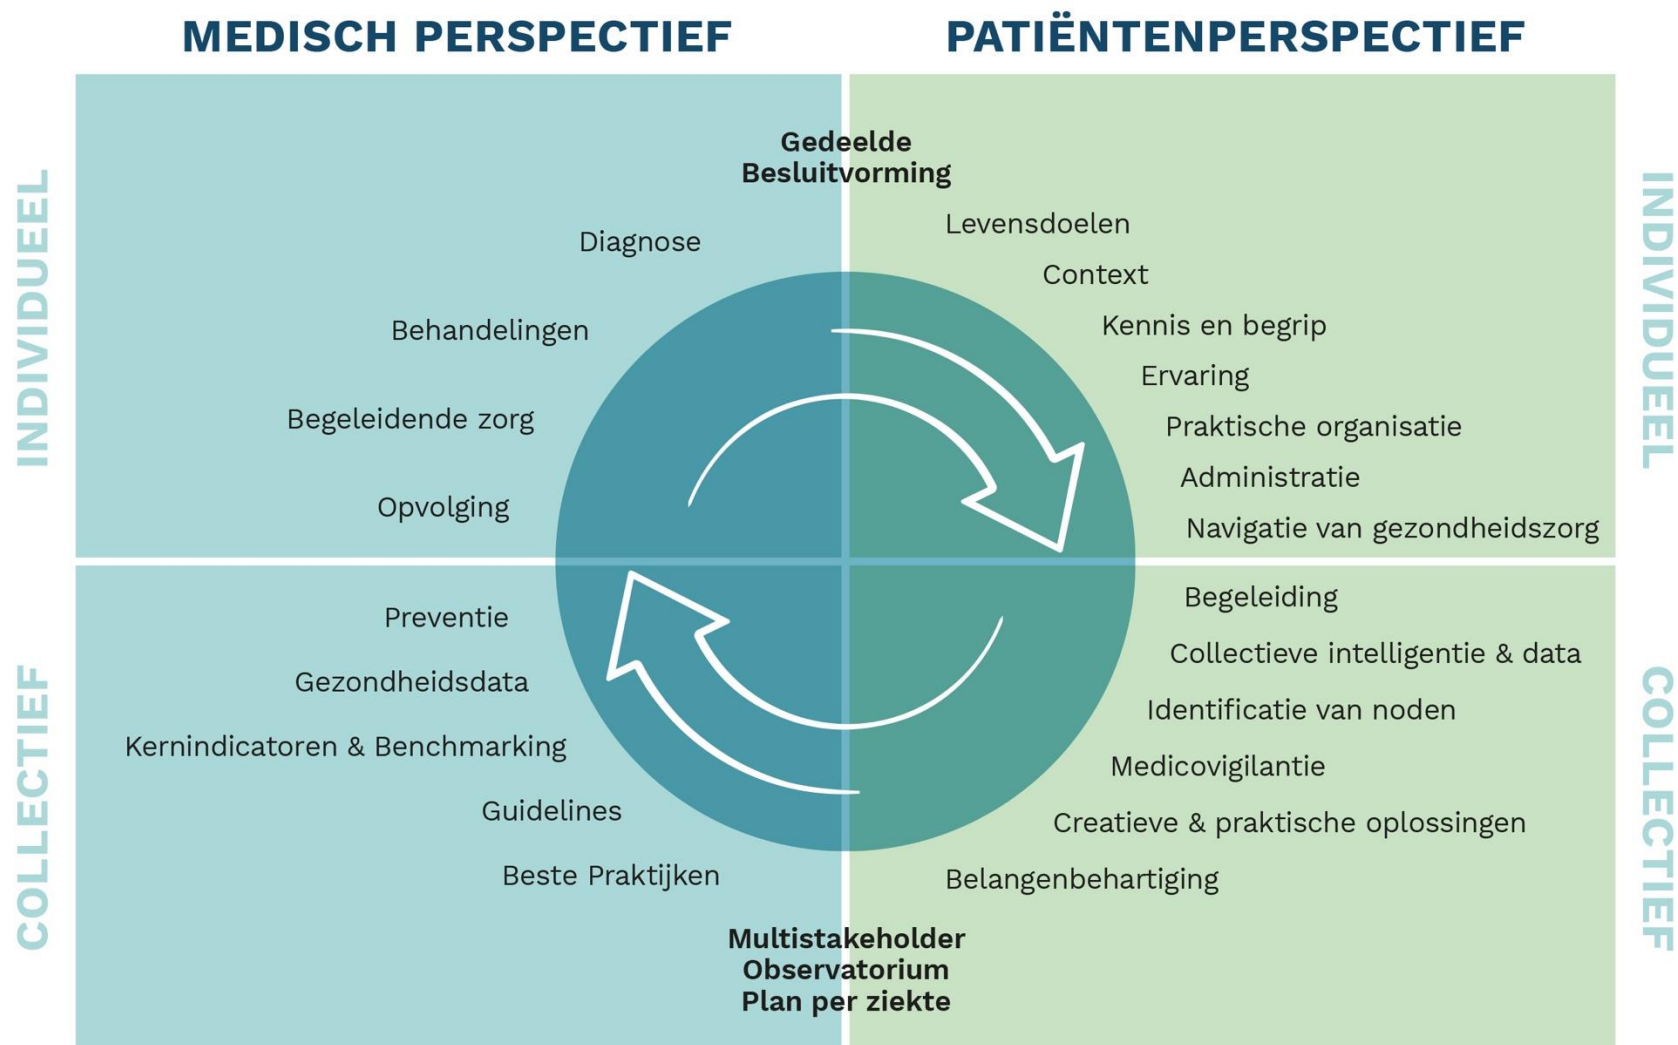 MEDISCH PERSPECTIEF
PATIËNTENPERSPECTIEF
INDIVIDUEEL
INDIVIDUEEL
Gedeelde
Besluitvorming
Diagnose
Behandelingen
Begeleidende zorg
Opvolging
Levensdoelen
Context
Kennis en begrip
Ervaring
Praktische organisatie
Administratie
Navigatie van gezondheidszorg
COLLECTIEF
COLLECTIEF
Preventie
Gezondheidsdata
Kernindicatoren & Benchmarking
Guidelines
Beste Praktijken
Begeleiding
Collectieve intelligentie & data
Identificatie van noden
Medicovigilantie
Creatieve & praktische oplossingen
Belangenbehartiging
Multistakeholder
Observatorium
Plan per ziekte